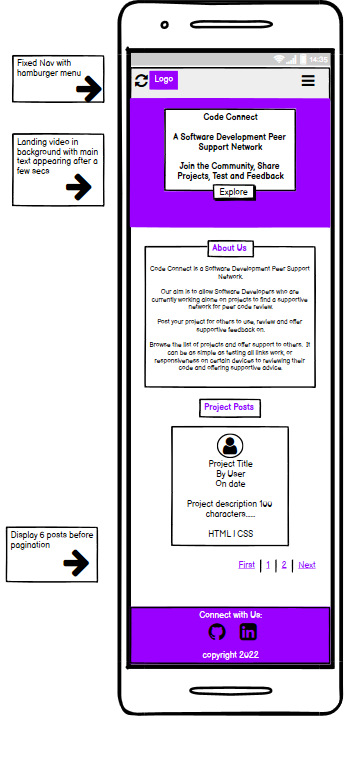 Fixed Nav with
hamburger menu
Landing video in
background with main
text appearing after a
few secs
Display 6 posts before
pagination
14:35
Logo
Code Connect
A Software Development Peer
Support Network
Join the Community, Share
Projects, Test and Feedback
Explore
About Us
Code Connect is a Software Development Peer Support
Network.
Our aim is to allow Software Developers who are
currently working alone on projects to find a supportive
network for peer code review.
Post your project for others to use, review and offer
supportive feedback on.
Browse the list of projects and offer support to others. It
can be as simple as testing all links work, or
responsiveness on certain devices to reviewing their
code and offering supportive advice.
Project Posts
Project Title
By User
On date
Project description 100
characters.....
HTML | CSS
First | 1 | 2 | Next
Connect with Us:
in
copyright 2022